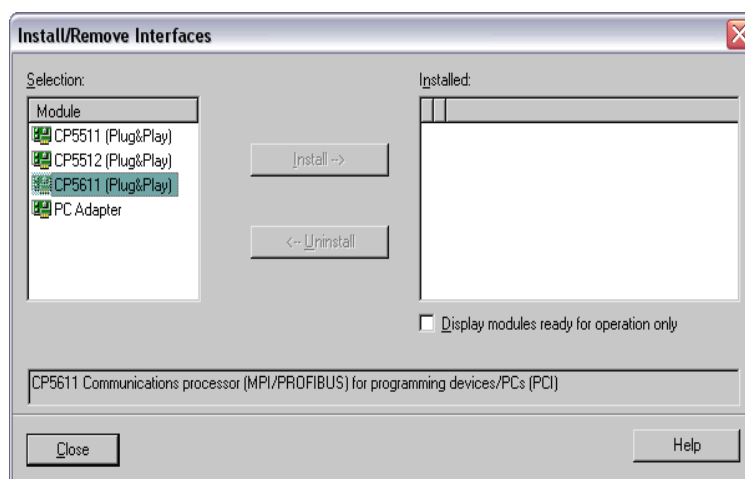 Install/Remove Interfaces
Selection:
Installed:
Module
CP5511 (Plug&Play)
CP5512 (Plug&Play)
CP5611 (Plug&Play)
PC Adapter
Install -->
<-- Uninstall
Display modules ready for operation only
CP5611 Communications processor (MPI/PROFIBUS) for programming devices/PCs (PCI)
Close
Help